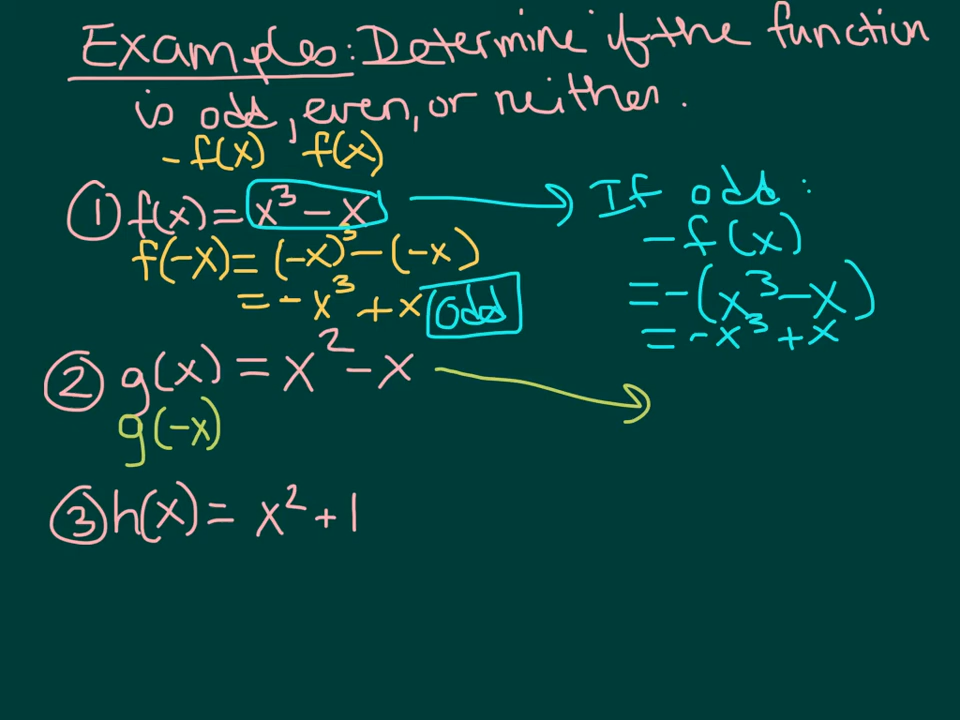 Examples: Determine if the function
is odd, even, or neither.
-f(x) f(x)
① f(x) = x³ - x → If odd:
-f(x)
f(-x) = (-x)³ - (-x)
= -(x³ - x)
= -x³ + x odd
= -x³ + x
② g(x) = x² - x →
g(-x)
③ h(x) = x² + 1